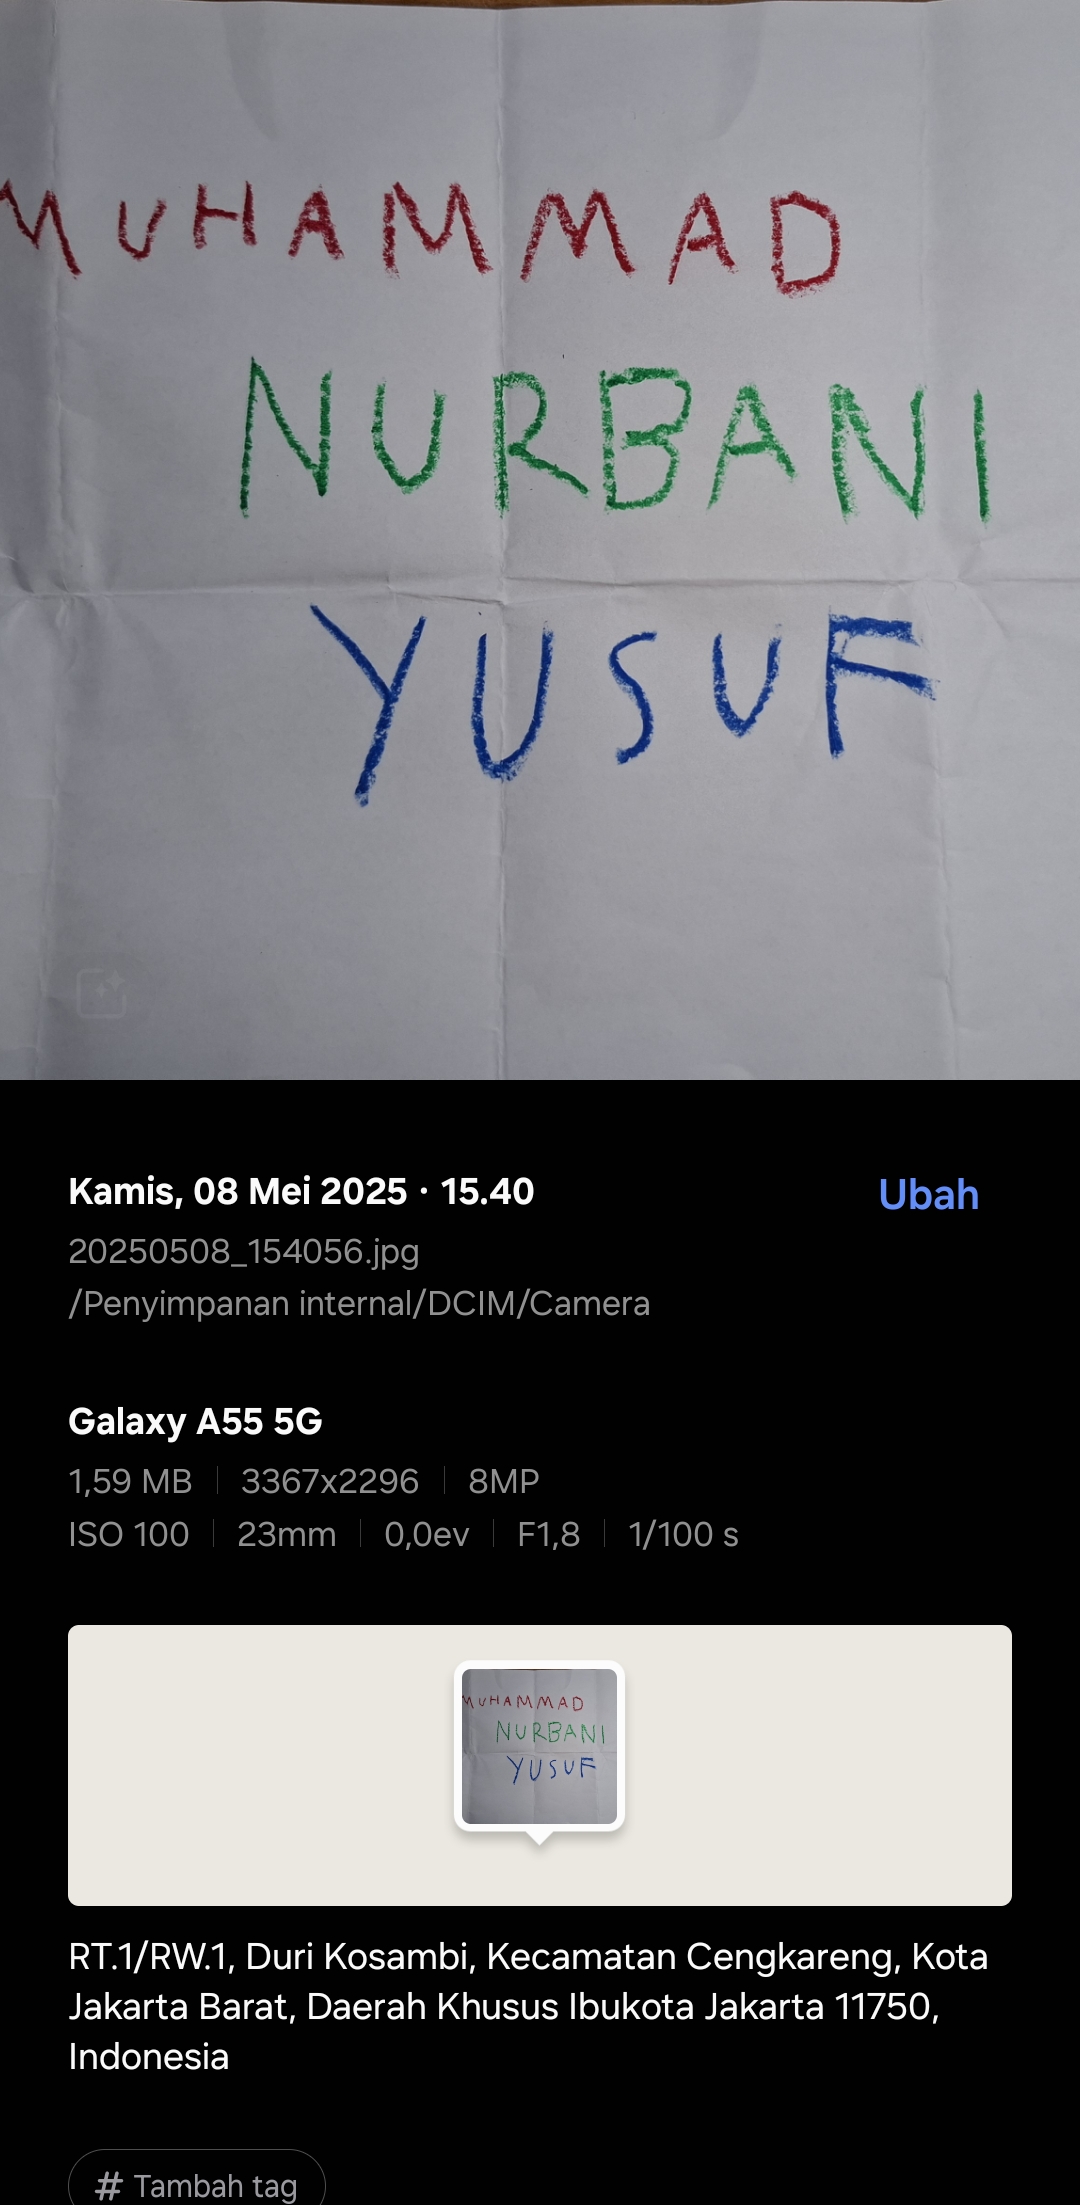 MUHAMMAD
NURBANI
YUSUF
Kamis, 08 Mei 2025 · 15.40
Ubah
20250508_154056.jpg
/Penyimpanan internal/DCIM/Camera
Galaxy A55 5G
1,59 MB | 3367x2296 | 8MP
ISO 100 | 23mm | 0,0ev | F1,8 | 1/100 s
MUHAMMAD
NURBANI
YUSUF
RT.1/RW.1, Duri Kosambi, Kecamatan Cengkareng, Kota
Jakarta Barat, Daerah Khusus Ibukota Jakarta 11750,
Indonesia
# Tambah tag